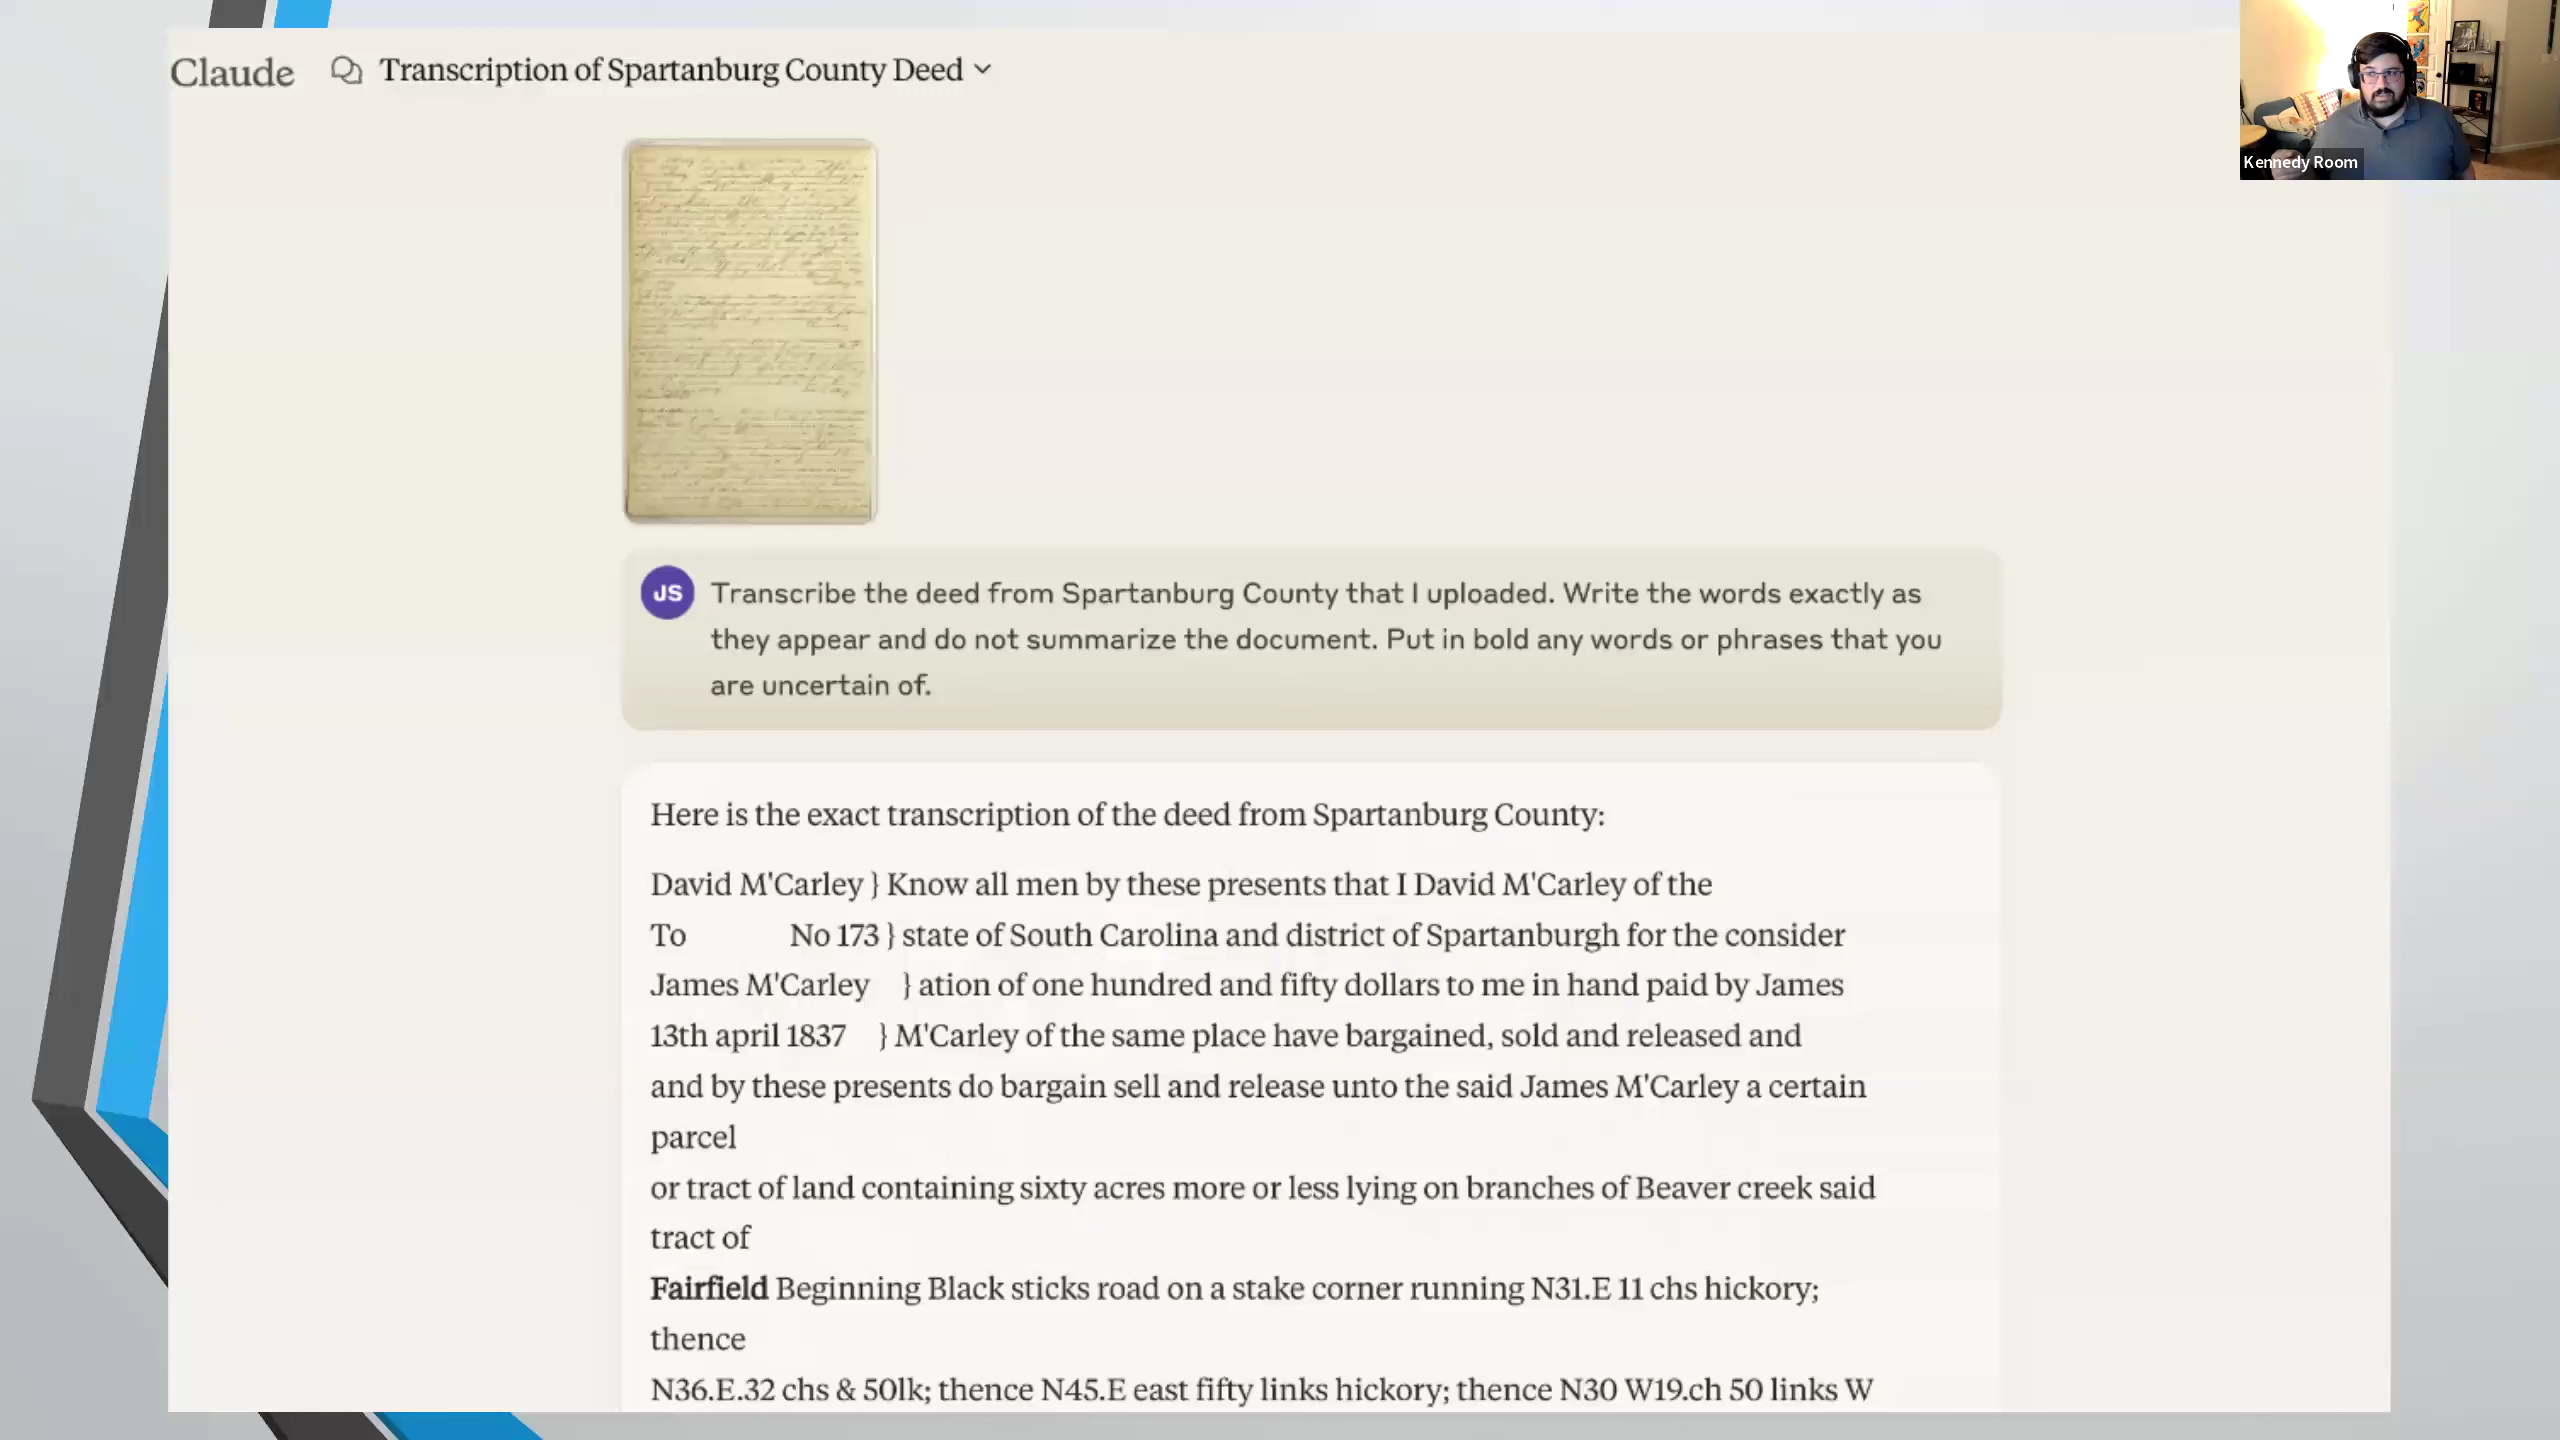 Claude
Transcription of Spartanburg County Deed
Kennedy Room
JS
Transcribe the deed from Spartanburg County that I uploaded. Write the words exactly as
they appear and do not summarize the document. Put in bold any words or phrases that you
are uncertain of.
Here is the exact transcription of the deed from Spartanburg County:
David M'Carley } Know all men by these presents that I David M'Carley of the
To No 173 } state of South Carolina and district of Spartanburgh for the consider
James M'Carley } ation of one hundred and fifty dollars to me in hand paid by James
13th april 1837 } M'Carley of the same place have bargained, sold and released and
and by these presents do bargain sell and release unto the said James M'Carley a certain
parcel
or tract of land containing sixty acres more or less lying on branches of Beaver creek said
tract of
Fairfield Beginning Black sticks road on a stake corner running N31.E 11 chs hickory;
thence
N36.E.32 chs & 50lk; thence N45.E east fifty links hickory; thence N30 W19.ch 50 links W